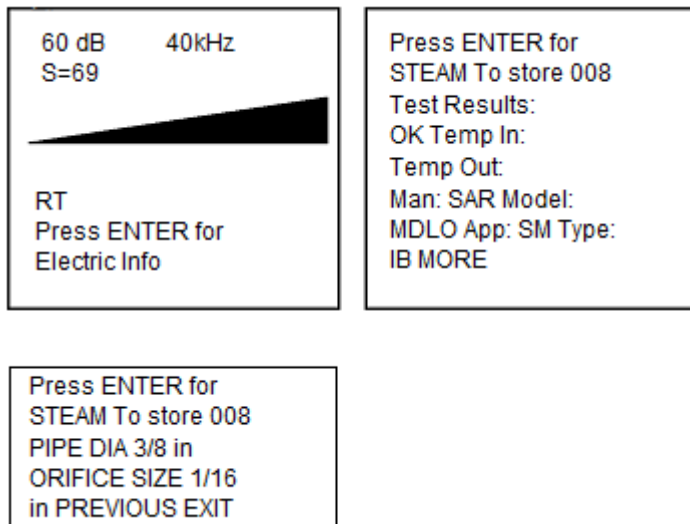 60 dB 40kHz
S=69
RT
Press ENTER for
Electric Info
Press ENTER for
STEAM To store 008
Test Results:
OK Temp In:
Temp Out:
Man: SAR Model:
MDLO App: SM Type:
IB MORE
Press ENTER for
STEAM To store 008
PIPE DIA 3/8 in
ORIFICE SIZE 1/16
in PREVIOUS EXIT